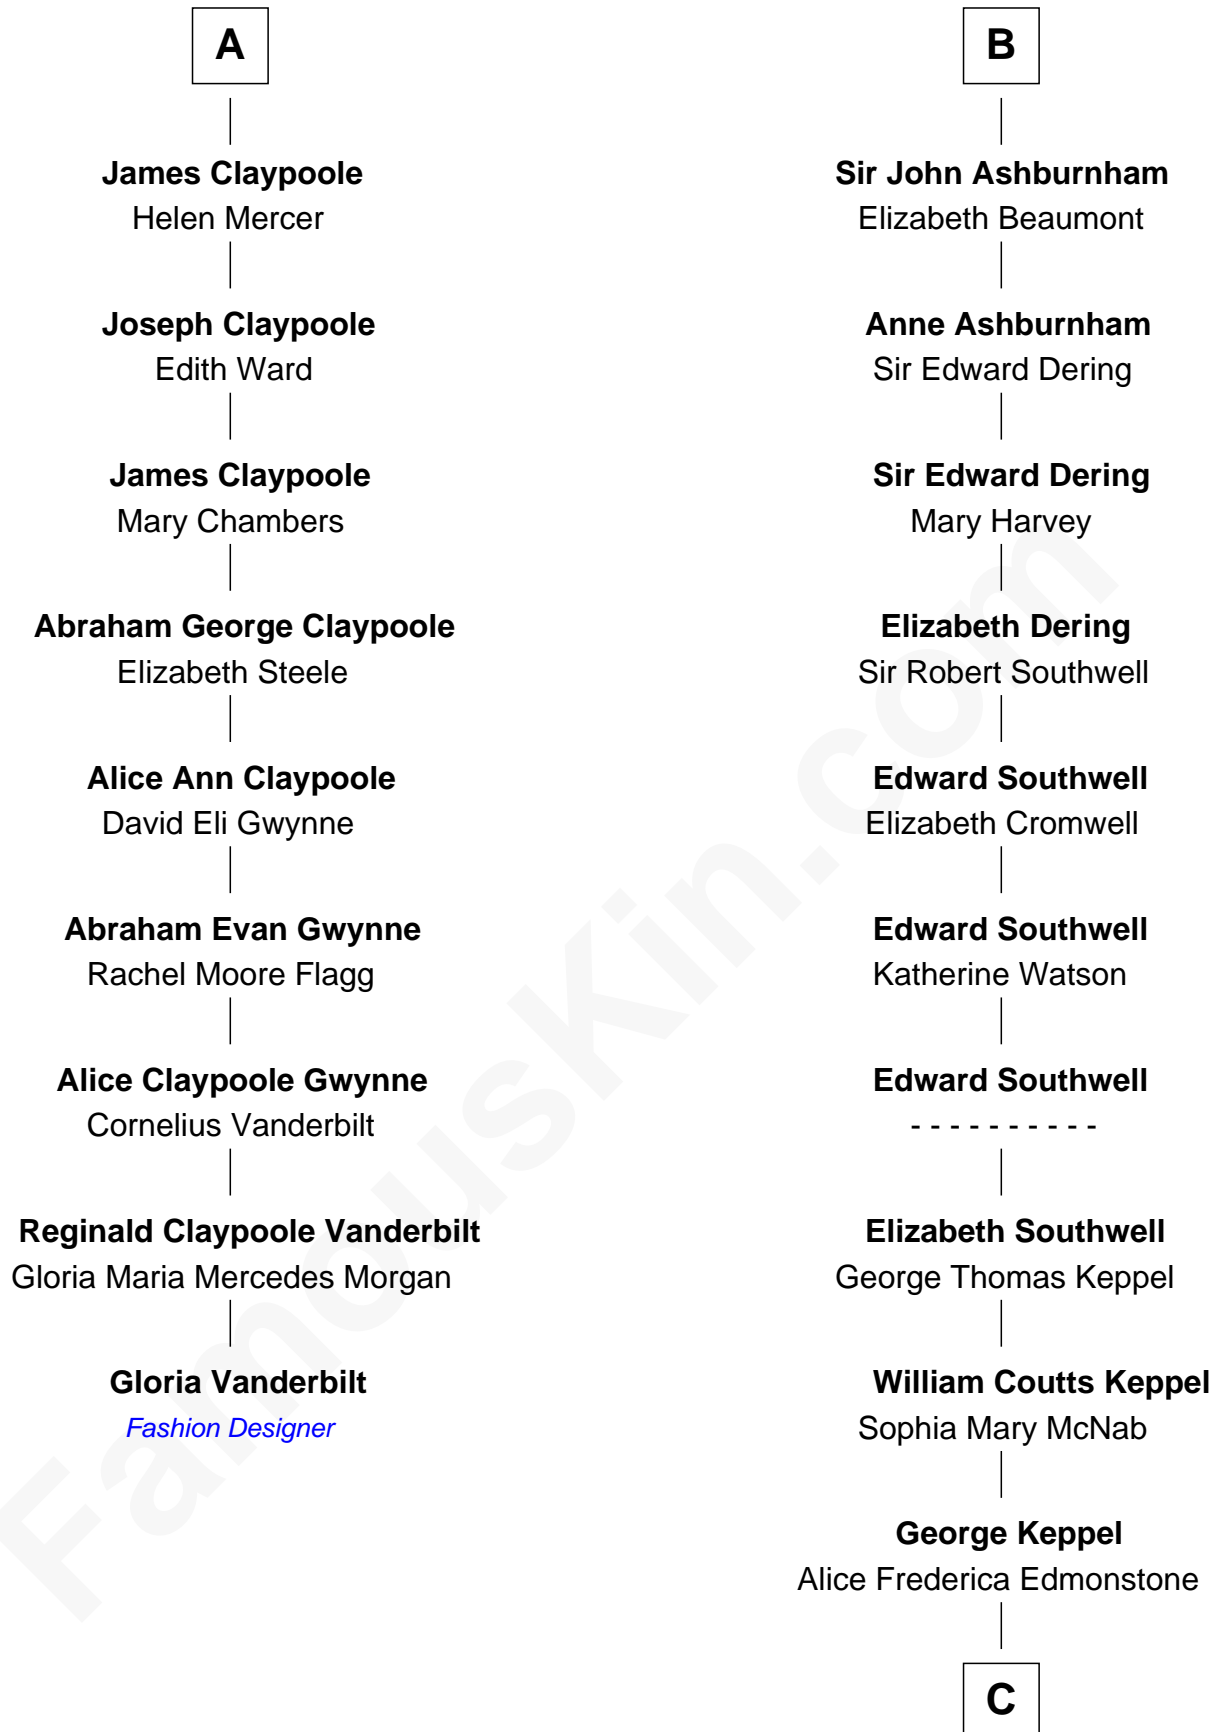 A
James Claypoole
Helen Mercer
Joseph Claypoole
Edith Ward
James Claypoole
Mary Chambers
Abraham George Claypoole
Elizabeth Steele
Alice Ann Claypoole
David Eli Gwynne
Abraham Evan Gwynne
Rachel Moore Flagg
Alice Claypoole Gwynne
Cornelius Vanderbilt
Reginald Claypoole Vanderbilt
Gloria Maria Mercedes Morgan
Gloria Vanderbilt
Fashion Designer
B
Sir John Ashburnham
Elizabeth Beaumont
Anne Ashburnham
Sir Edward Dering
Sir Edward Dering
Mary Harvey
Elizabeth Dering
Sir Robert Southwell
Edward Southwell
Elizabeth Cromwell
Edward Southwell
Katherine Watson
Edward Southwell
- - - - - - - - - -
Elizabeth Southwell
George Thomas Keppel
William Coutts Keppel
Sophia Mary McNab
George Keppel
Alice Frederica Edmonstone
C
FamousKin.com